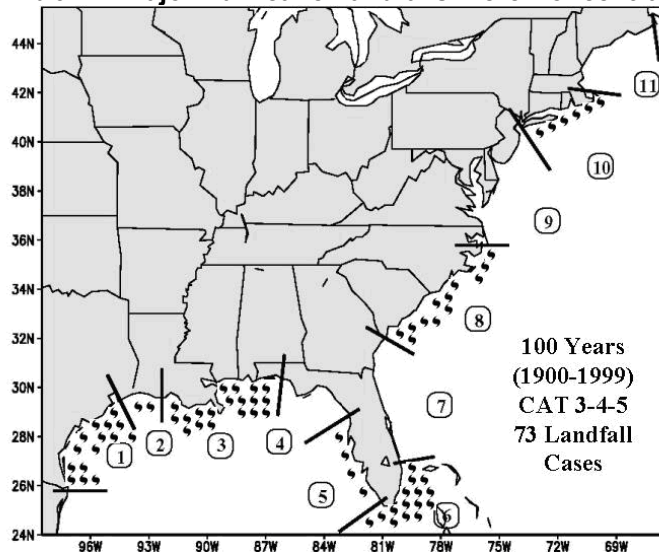 44N
11
42N
40N
10
38N
9
36N
34N
8
32N
100 Years
(1900-1999)
CAT 3-4-5
73 Landfall
Cases
30N
7
28N
1
2
3
4
26N
5
6
24N
96W 93W 90W 87W 84W 81W 78W 75W 72W 69W